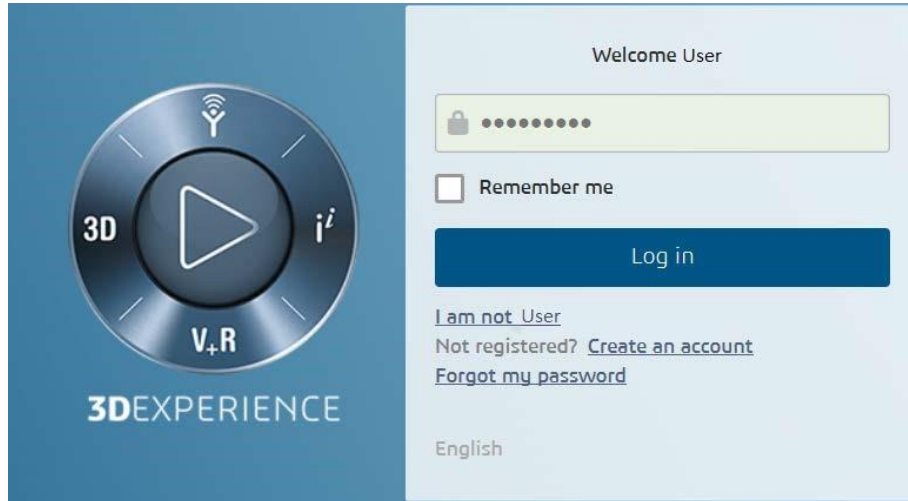 Welcome User
•••••••••
Remember me
Log in
I am not User
Not registered? Create an account
Forgot my password
English
3D
iⁱ
V+R
3DEXPERIENCE